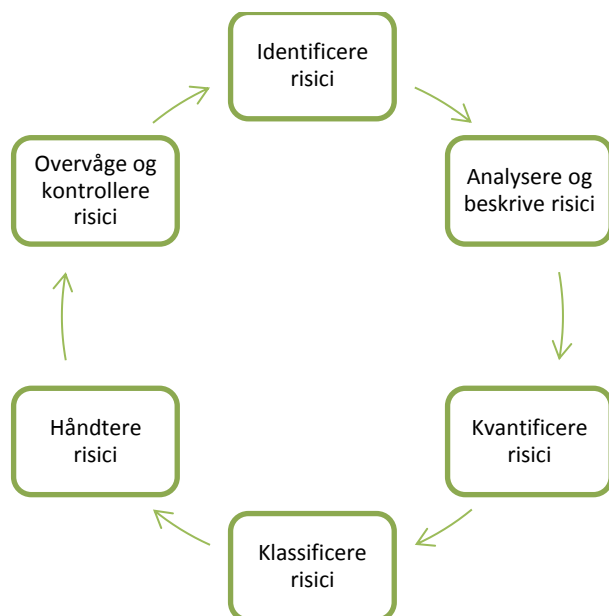 Identificere
risici
Analysere og
beskrive risici
Kvantificere
risici
Klassificere
risici
Håndtere
risici
Overvåge og
kontrollere
risici